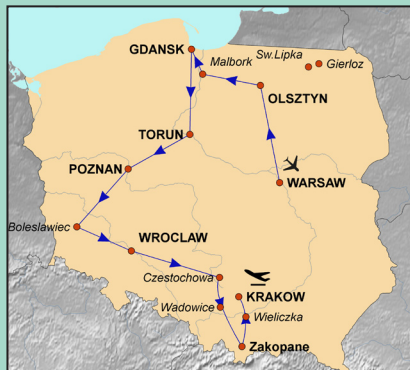 GDANSK
Malbork
Sw.Lipka
Gierloz
OLSZTYN
TORUN
POZNAN
WARSAW
Boleslawiec
WROCLAW
Czestochowa
KRAKOW
Wadowice
Wieliczka
Zakopane